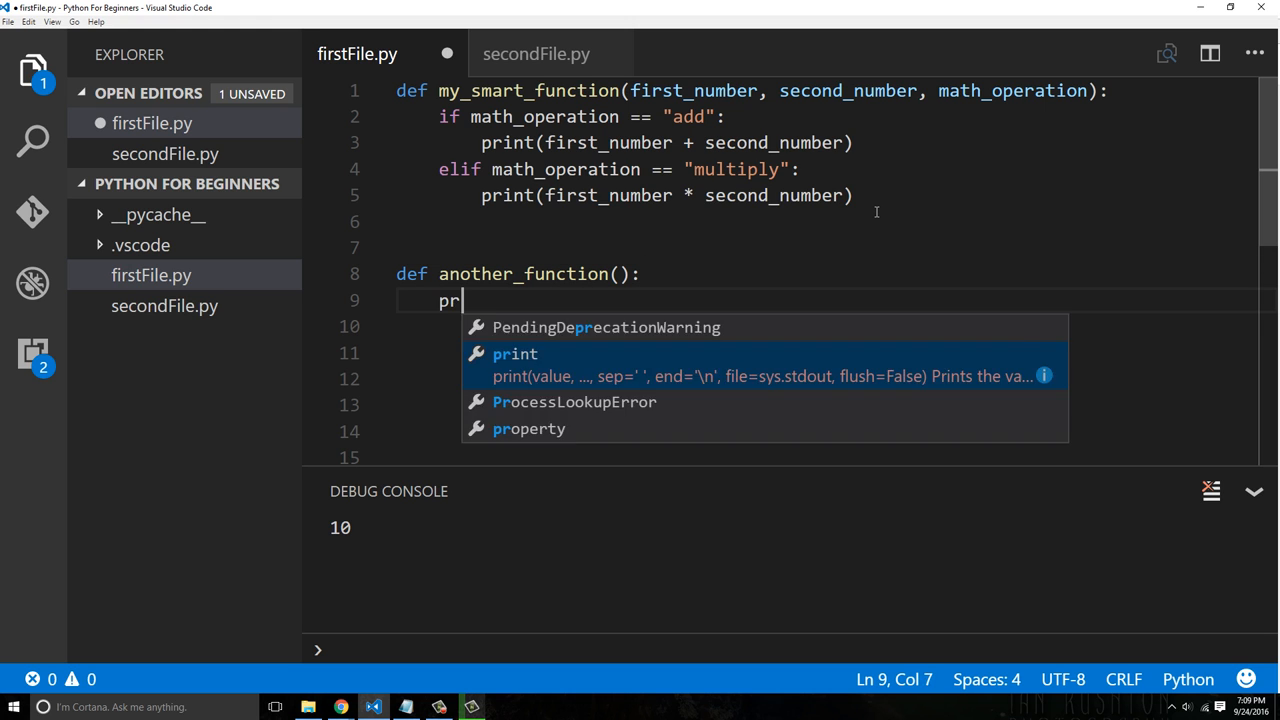 firstFile.py - Python For Beginners - Visual Studio Code
File Edit View Go Help
EXPLORER
OPEN EDITORS 1 UNSAVED
firstFile.py
secondFile.py
PYTHON FOR BEGINNERS
__pycache__
.vscode
firstFile.py
secondFile.py
1
2
firstFile.py secondFile.py
1 def my_smart_function(first_number, second_number, math_operation):
2 if math_operation == "add":
3 print(first_number + second_number)
4 elif math_operation == "multiply":
5 print(first_number * second_number)
6
7
8 def another_function():
9 pr
10
11
12
13
14
15
PendingDeprecationWarning
print
print(value, ..., sep=' ', end='\n', file=sys.stdout, flush=False) Prints the va...
ProcessLookupError
property
DEBUG CONSOLE
10
0 0 Ln 9, Col 7 Spaces: 4 UTF-8 CRLF Python
I'm Cortana. Ask me anything.
7:09 PM
9/24/2016